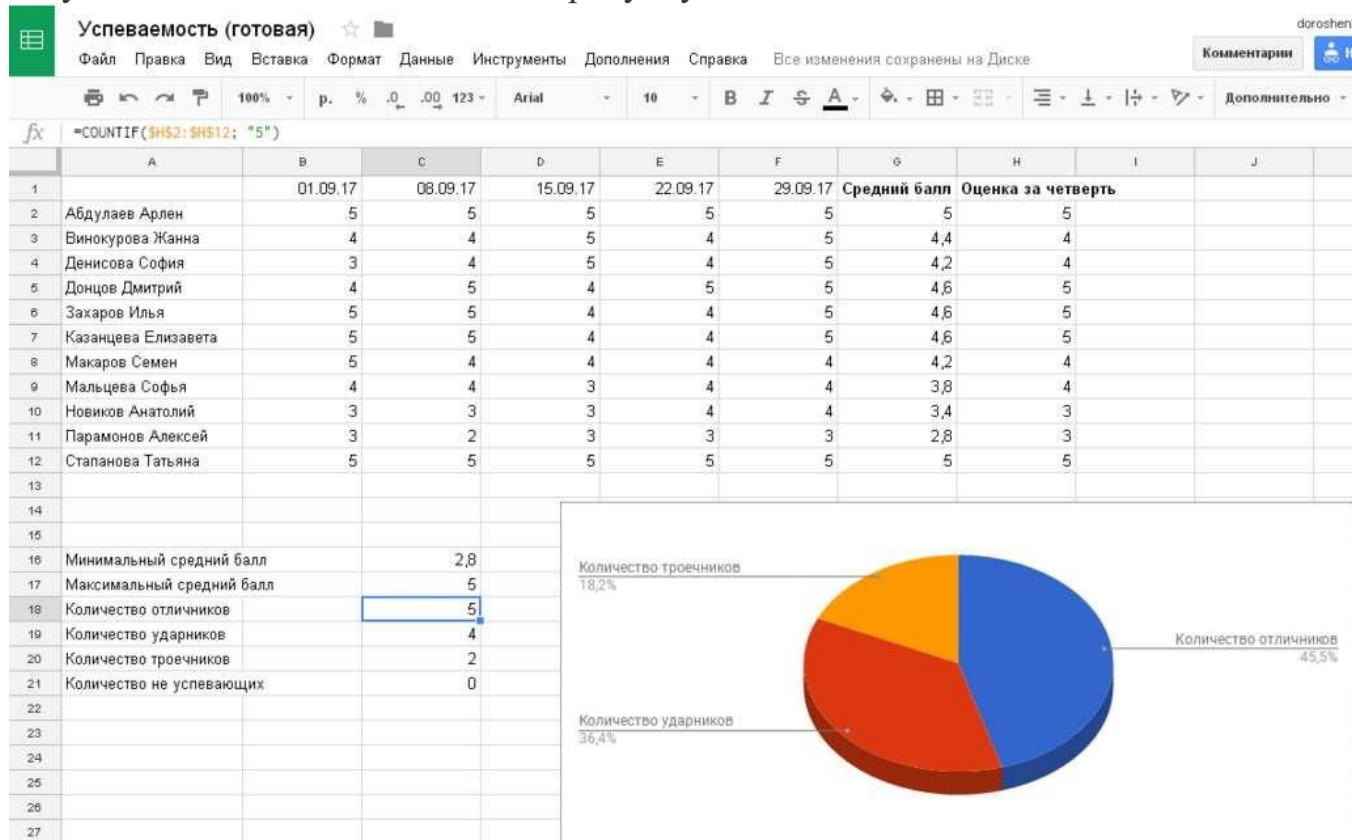 Успеваемость (готовая)
doroshen
Файл Правка Вид Вставка Формат Данные Инструменты Дополнения Справка Все изменения сохранены на Диске
Комментарии Н
100% р. % .0 .00 123 Arial 10 B I S A Дополнительно
fx =COUNTIF($H$2:$H$12; "5")
A B C D E F G H I J
1 01.09.17 08.09.17 15.09.17 22.09.17 29.09.17 Средний балл Оценка за четверть
2 Абдулаев Арлен 5 5 5 5 5 5 5
3 Винокурова Жанна 4 4 5 4 5 4,4 4
4 Денисова София 3 4 5 4 5 4,2 4
5 Донцов Дмитрий 4 5 4 5 5 4,6 5
6 Захаров Илья 5 5 4 4 5 4,6 5
7 Казанцева Елизавета 5 5 4 4 5 4,6 5
8 Макаров Семен 5 4 4 4 4 4,2 4
9 Мальцева Софья 4 4 3 4 4 3,8 4
10 Новиков Анатолий 3 3 3 4 4 3,4 3
11 Парамонов Алексей 3 2 3 3 3 2,8 3
12 Стапанова Татьяна 5 5 5 5 5 5 5
13
14
15
16 Минимальный средний балл 2,8
17 Максимальный средний балл 5
18 Количество отличников 5
19 Количество ударников 4
20 Количество троечников 2
21 Количество не успевающих 0
22
23
24
25
26
27
Количество троечников
18,2%
Количество отличников
45,5%
Количество ударников
36,4%